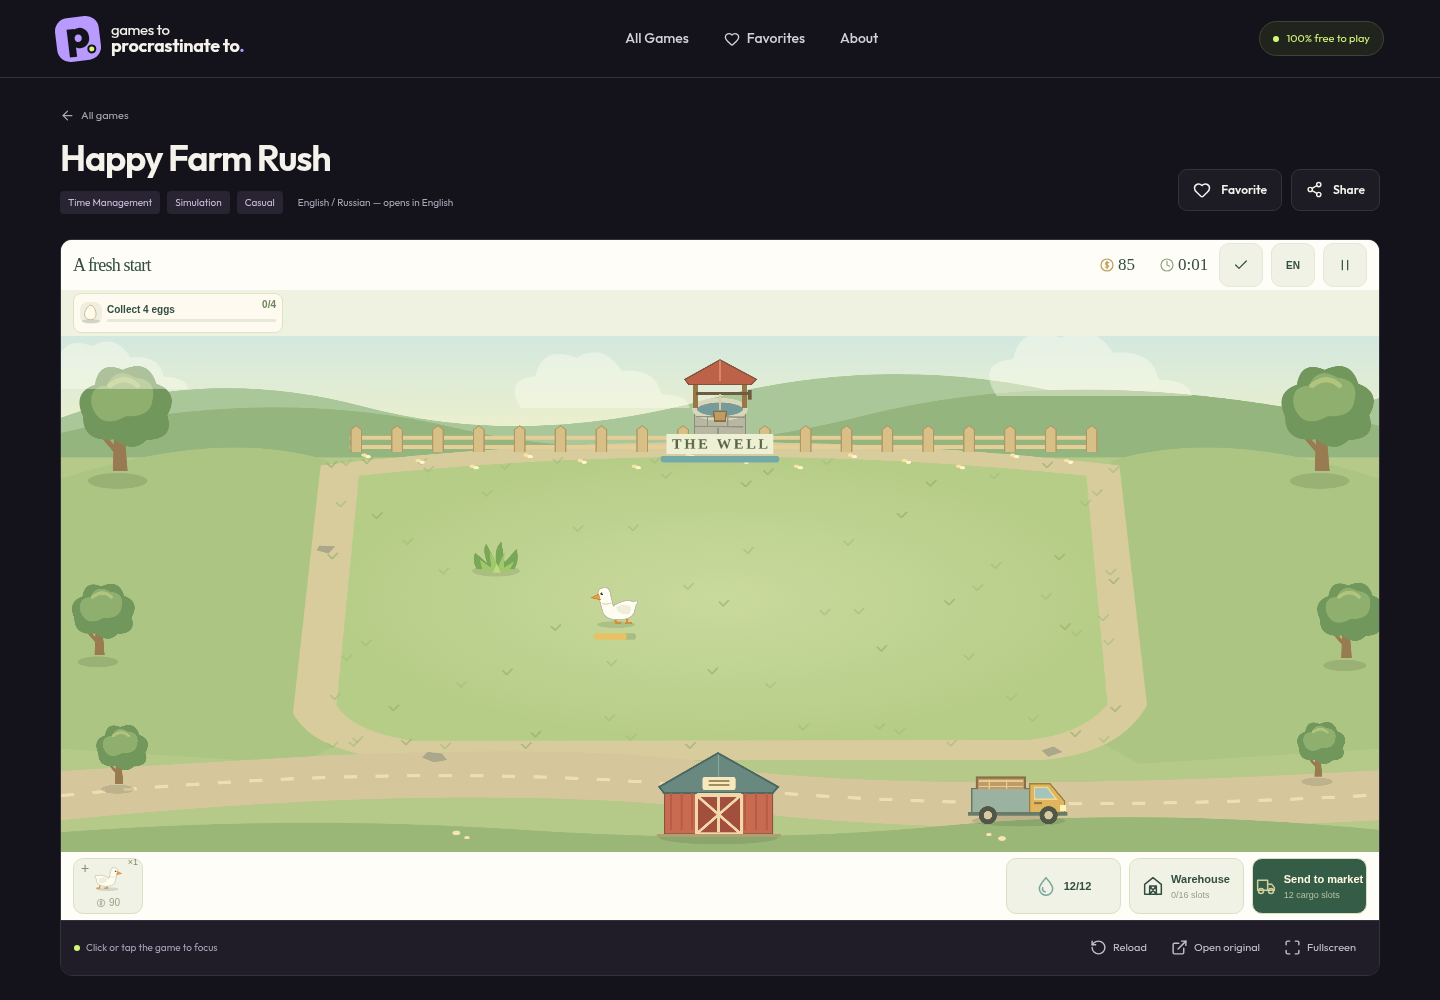 games to
procrastinate to.
All Games
Favorites
About
100% free to play
All games
Happy Farm Rush
Time Management
Simulation
Casual
English / Russian — opens in English
Favorite
Share
A fresh start
85
0:01
EN
Collect 4 eggs
0/4
THE WELL
×1
90
12/12
Warehouse
0/16 slots
Send to market
12 cargo slots
Click or tap the game to focus
Reload
Open original
Fullscreen